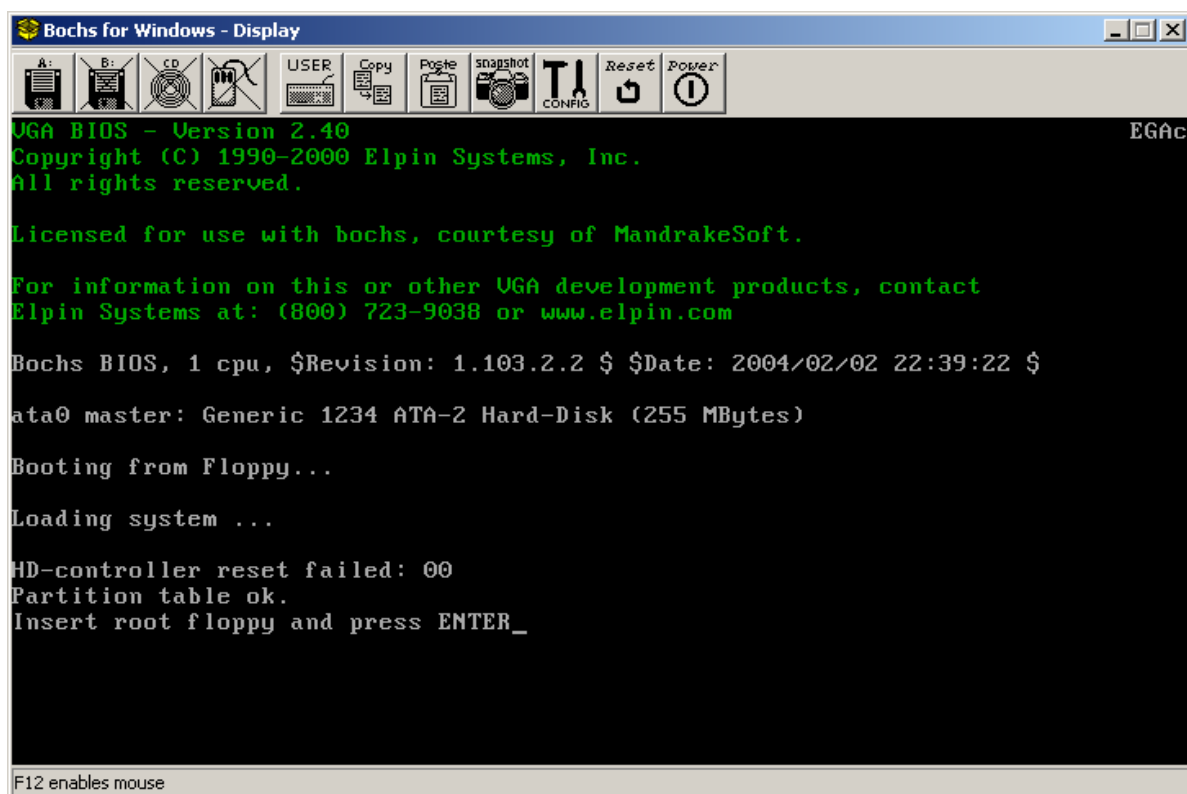 Bochs for Windows - Display
A: B: CD USER Copy Paste snapshot CONFIG Reset Power
VGA BIOS - Version 2.40 EGAc
Copyright (C) 1990-2000 Elpin Systems, Inc.
All rights reserved.
Licensed for use with bochs, courtesy of MandrakeSoft.
For information on this or other VGA development products, contact
Elpin Systems at: (800) 723-9038 or www.elpin.com
Bochs BIOS, 1 cpu, $Revision: 1.103.2.2 $ $Date: 2004/02/02 22:39:22 $
ata0 master: Generic 1234 ATA-2 Hard-Disk (255 MBytes)
Booting from Floppy...
Loading system ...
HD-controller reset failed: 00
Partition table ok.
Insert root floppy and press ENTER_
F12 enables mouse